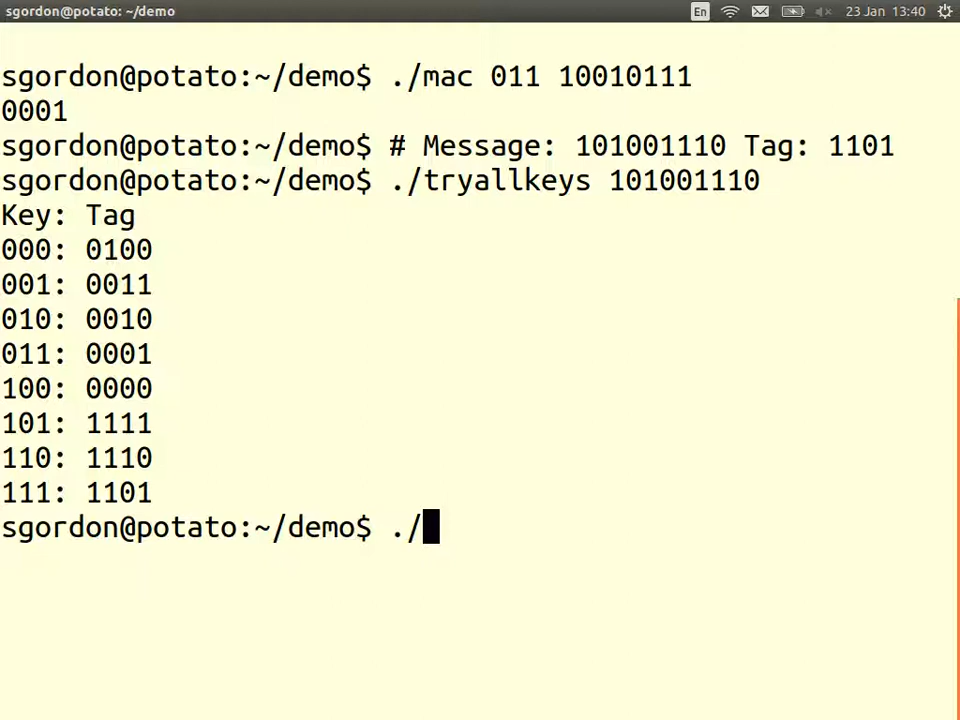 sgordon@potato: ~/demo En 23 Jan 13:40
sgordon@potato:~/demo$ ./mac 011 10010111
0001
sgordon@potato:~/demo$ # Message: 101001110 Tag: 1101
sgordon@potato:~/demo$ ./tryallkeys 101001110
Key: Tag
000: 0100
001: 0011
010: 0010
011: 0001
100: 0000
101: 1111
110: 1110
111: 1101
sgordon@potato:~/demo$ ./